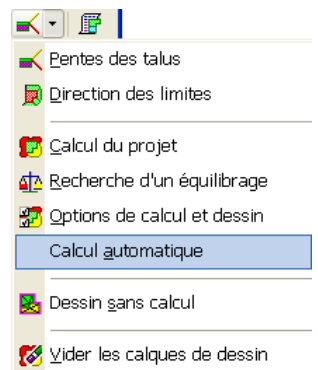 Pentes des talus
Direction des limites
Calcul du projet
Recherche d'un équilibrage
Options de calcul et dessin
Calcul automatique
Dessin sans calcul
Vider les calques de dessin